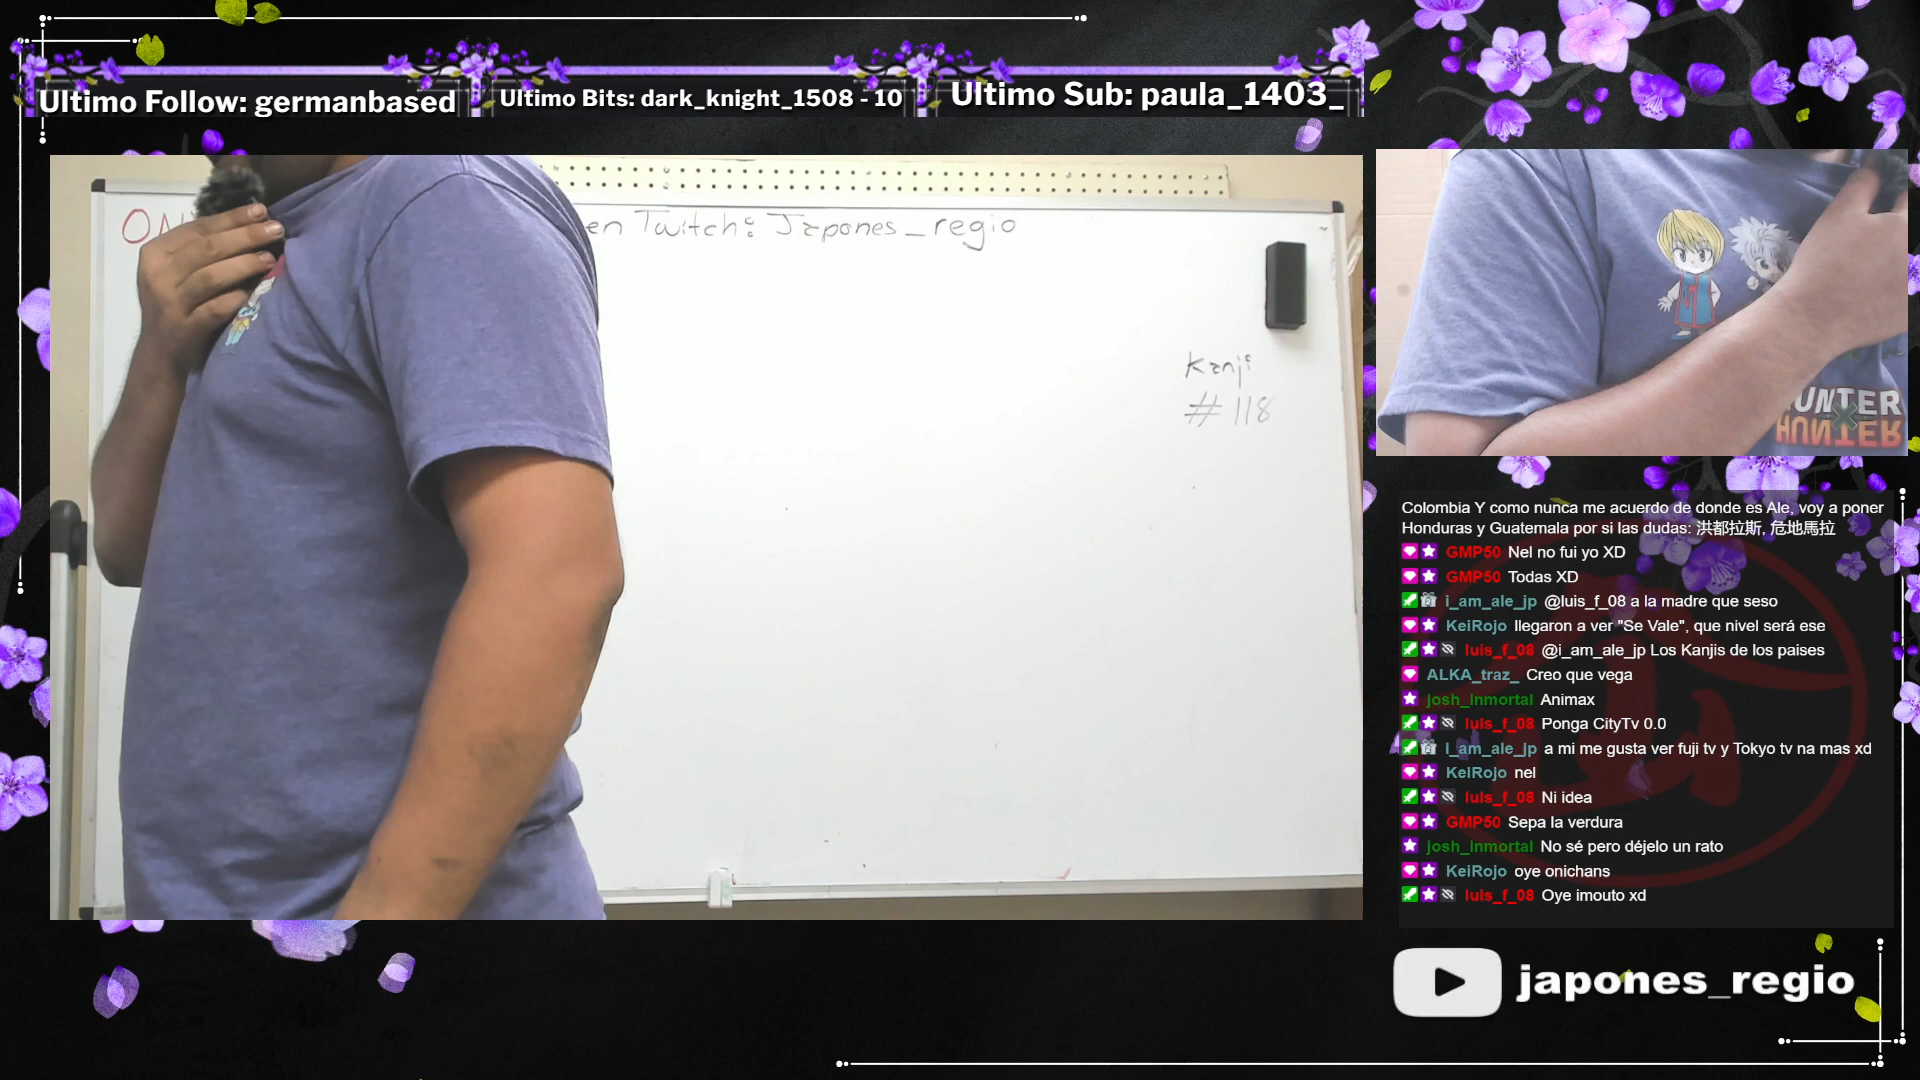 Ultimo Follow: germanbased
Ultimo Bits: dark_knight_1508 - 10
Ultimo Sub: paula_1403_
en Twitch: Japones_regio
Kanji
# 118
HUNTER
Colombia Y como nunca me acuerdo de donde es Ale, voy a poner
Honduras y Guatemala por si las dudas: 洪都拉斯, 危地馬拉
GMP50 Nel no fui yo XD
GMP50 Todas XD
i_am_ale_jp @luis_f_08 a la madre que seso
KeiRojo llegaron a ver "Se Vale", que nivel será ese
luis_f_08 @i_am_ale_jp Los Kanjis de los paises
ALKA_traz_ Creo que vega
josh_inmortal Animax
luis_f_08 Ponga CityTv 0.0
i_am_ale_jp a mi me gusta ver fuji tv y Tokyo tv na mas xd
KeiRojo nel
luis_f_08 Ni idea
GMP50 Sepa la verdura
josh_inmortal No sé pero déjelo un rato
KeiRojo oye onichans
luis_f_08 Oye imouto xd
japones_regio